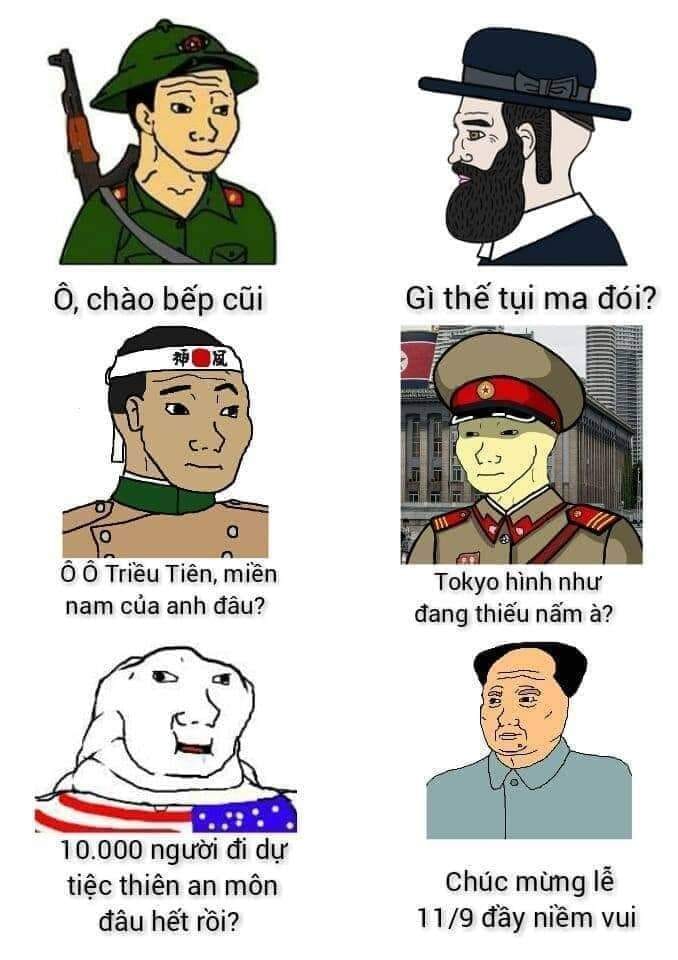 Ô, chào bếp cũi
Gì thế tụi ma đói?
神風
Ô Ô Triều Tiên, miền
nam của anh đâu?
Tokyo hình như
đang thiếu nấm à?
10.000 người đi dự
tiệc thiên an môn
đâu hết rồi?
Chúc mừng lễ
11/9 đầy niềm vui